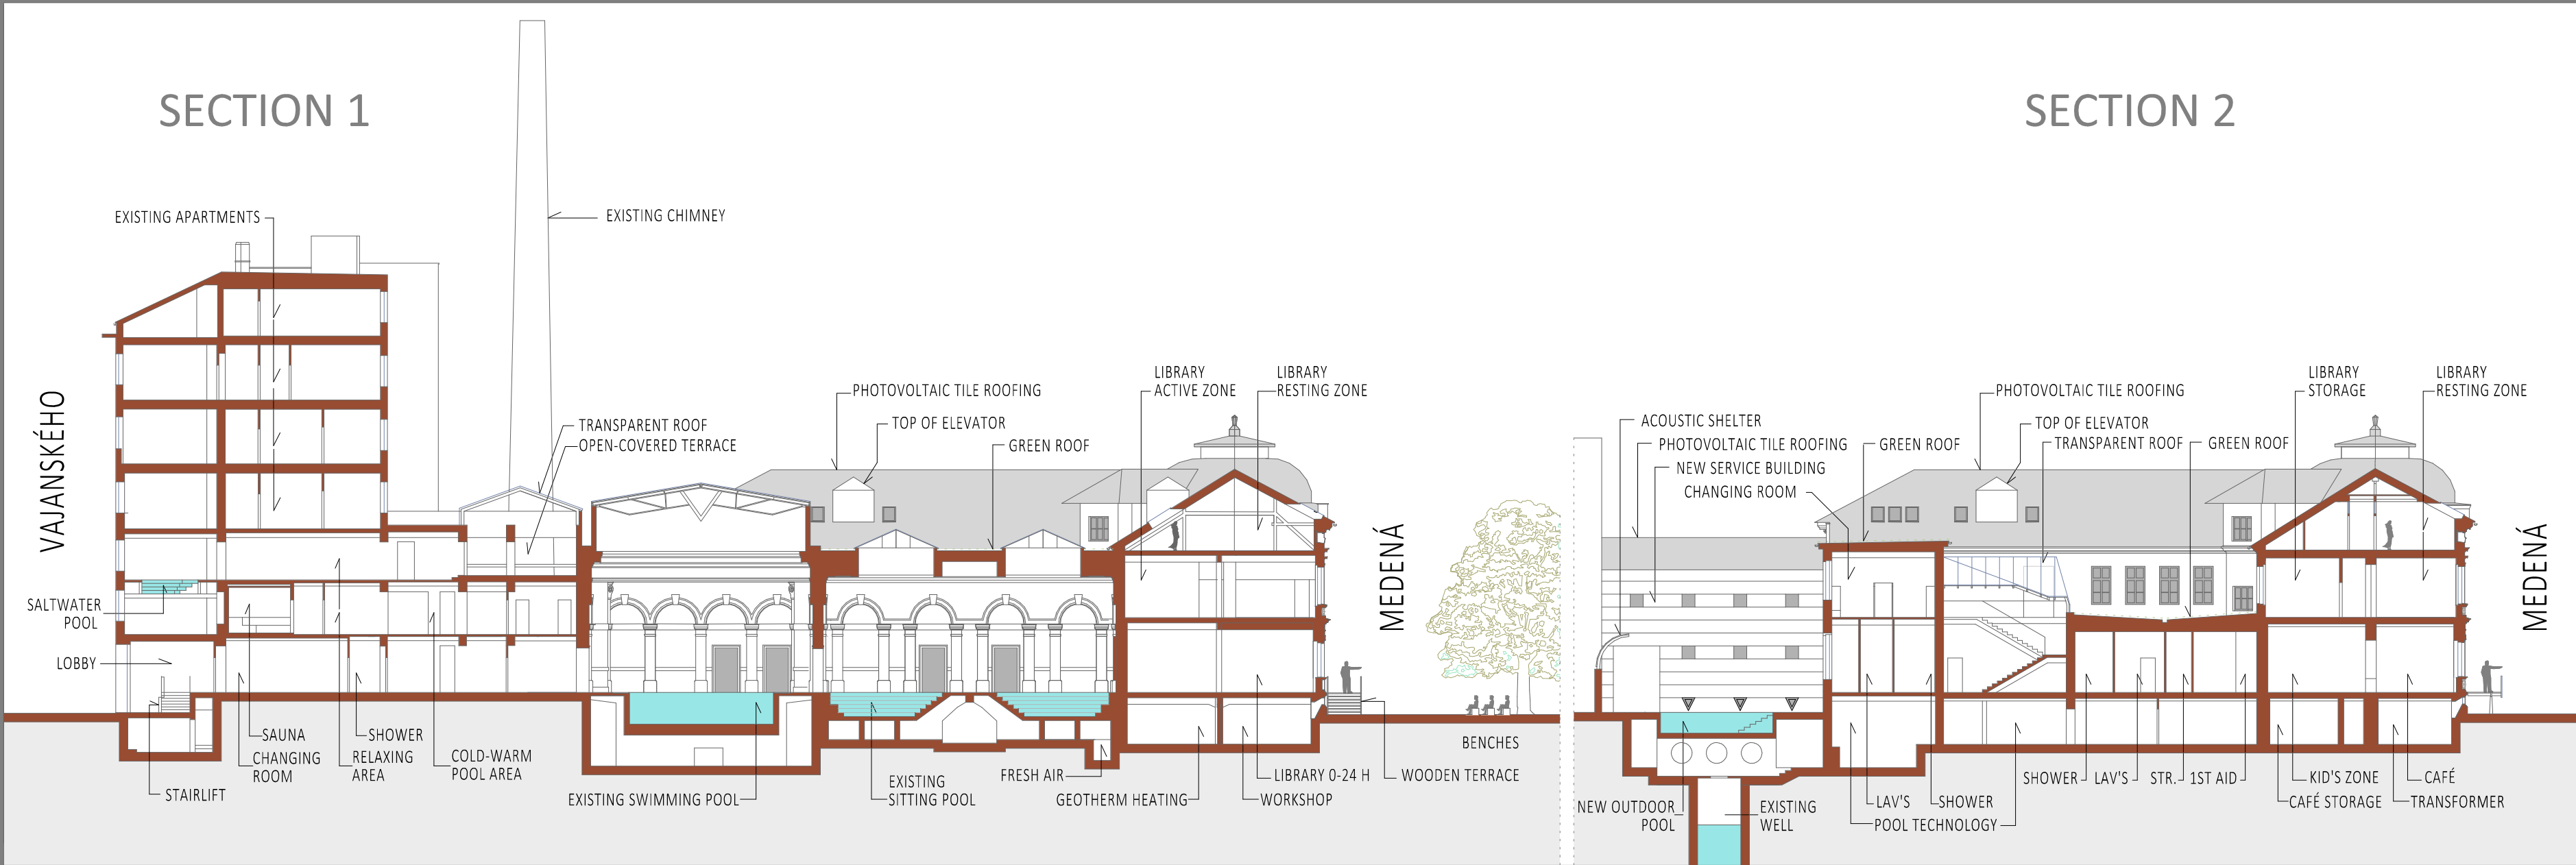 SECTION 1
SECTION 2
EXISTING APARTMENTS
EXISTING CHIMNEY
VAJANSKÉHO
TRANSPARENT ROOF
OPEN-COVERED TERRACE
PHOTOVOLTAIC TILE ROOFING
TOP OF ELEVATOR
GREEN ROOF
LIBRARY
ACTIVE ZONE
LIBRARY
RESTING ZONE
MEDENÁ
SALTWATER
POOL
LOBBY
STAIRLIFT
SAUNA
CHANGING
ROOM
SHOWER
RELAXING
AREA
COLD-WARM
POOL AREA
EXISTING SWIMMING POOL
EXISTING
SITTING POOL
FRESH AIR
GEOTHERM HEATING
LIBRARY 0-24 H
WORKSHOP
WOODEN TERRACE
BENCHES
ACOUSTIC SHELTER
PHOTOVOLTAIC TILE ROOFING
NEW SERVICE BUILDING
CHANGING ROOM
GREEN ROOF
PHOTOVOLTAIC TILE ROOFING
TOP OF ELEVATOR
TRANSPARENT ROOF
GREEN ROOF
LIBRARY
STORAGE
LIBRARY
RESTING ZONE
MEDENÁ
NEW OUTDOOR
POOL
EXISTING
WELL
LAV'S
SHOWER
POOL TECHNOLOGY
SHOWER
LAV'S
STR.
1ST AID
KID'S ZONE
CAFÉ STORAGE
CAFÉ
TRANSFORMER